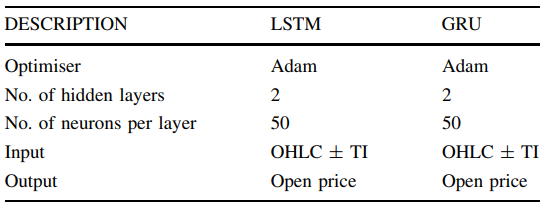 DESCRIPTION LSTM GRU
Optimiser Adam Adam
No. of hidden layers 2 2
No. of neurons per layer 50 50
Input OHLC ± TI OHLC ± TI
Output Open price Open price